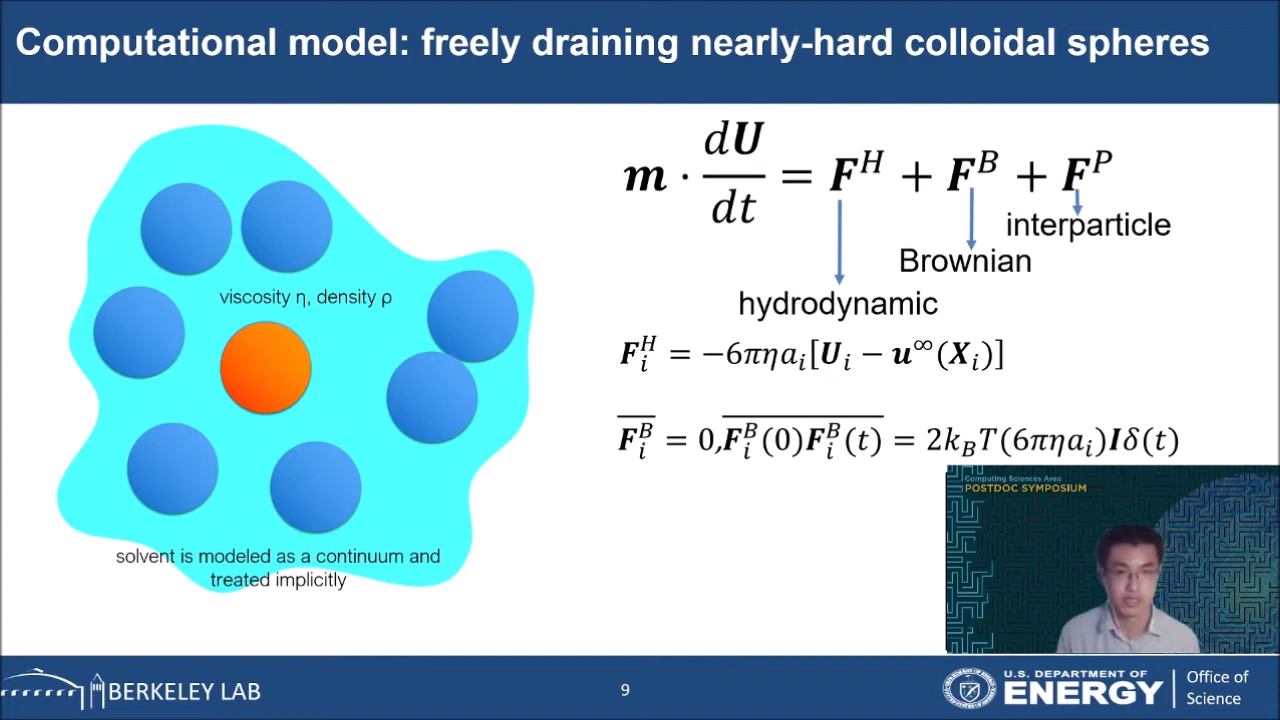 Computational model: freely draining nearly-hard colloidal spheres
viscosity η, density ρ
solvent is modeled as a continuum and
treated implicitly
𝒎 · d𝑼/dt = 𝑭^H + 𝑭^B + 𝑭^P
interparticle
Brownian
hydrodynamic
𝑭_i^H = −6πηa_i[𝑼_i − 𝒖^∞(𝑿_i)]
\overline{𝑭_i^B} = 0, \overline{𝑭_i^B(0)𝑭_i^B(t)} = 2k_BT(6πηa_i)𝑰δ(t)
Computing Sciences Area
POSTDOC SYMPOSIUM
BERKELEY LAB
9
U.S. DEPARTMENT OF
ENERGY
Office of
Science